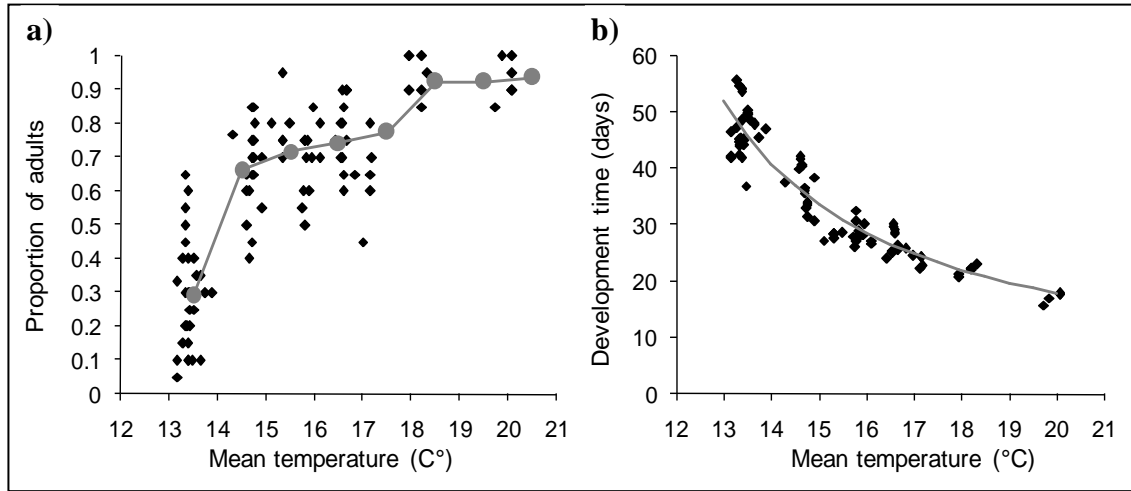 a)
Proportion of adults
1
0.9
0.8
0.7
0.6
0.5
0.4
0.3
0.2
0.1
0
12 13 14 15 16 17 18 19 20 21
Mean temperature (C°)
b)
Development time (days)
60
50
40
30
20
10
0
12 13 14 15 16 17 18 19 20 21
Mean temperature (°C)